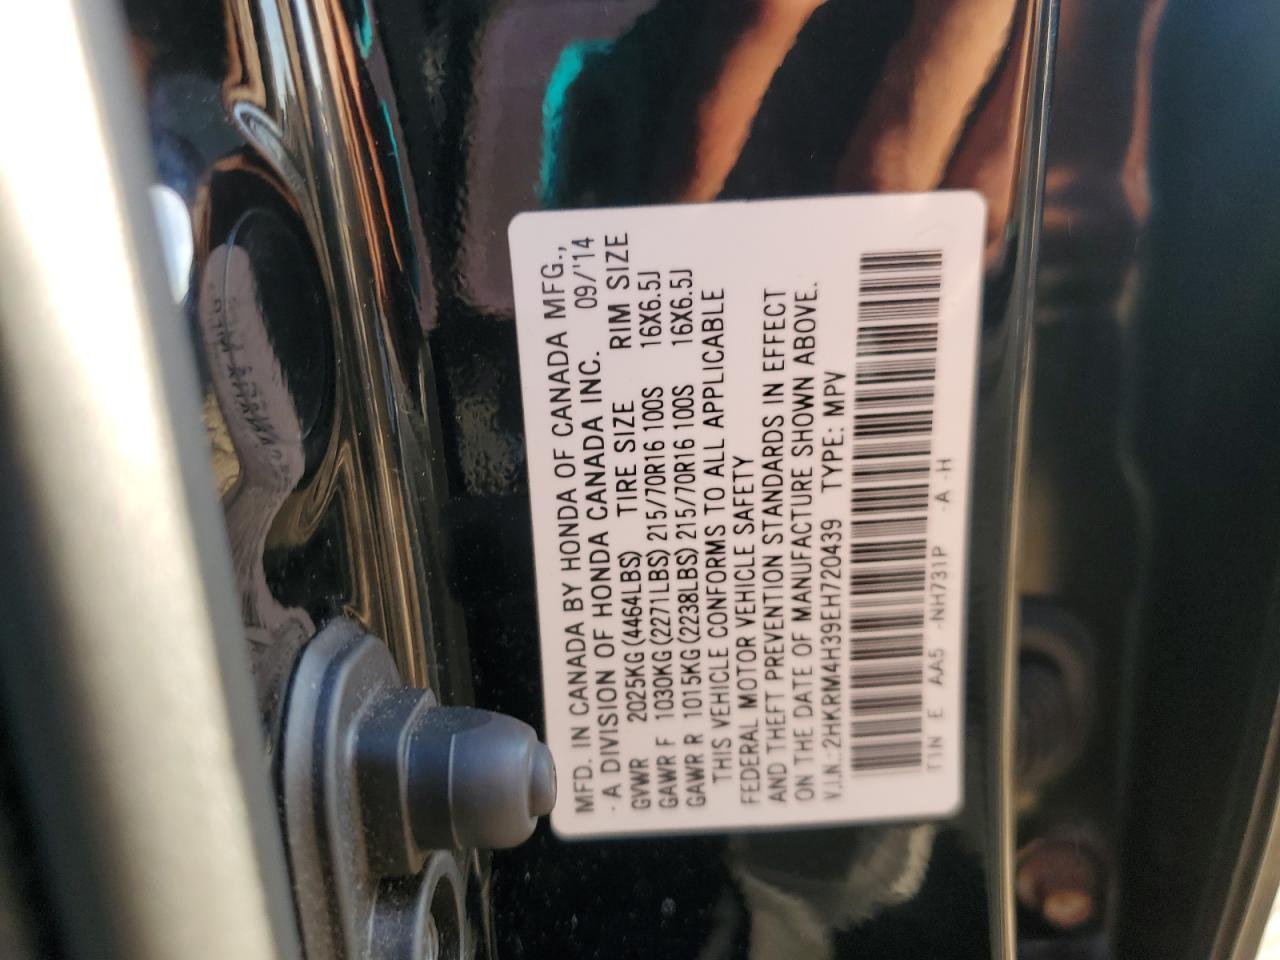 MFD. IN CANADA BY HONDA OF CANADA MFG.,
· A DIVISION OF HONDA CANADA INC. 09/'14
GVWR 2025KG (4464LBS) TIRE SIZE RIM SIZE
GAWR F 1030KG (2271LBS) 215/70R16 100S 16X6.5J
GAWR R 1015KG (2238LBS) 215/70R16 100S 16X6.5J
THIS VEHICLE CONFORMS TO ALL APPLICABLE
FEDERAL MOTOR VEHICLE SAFETY
AND THEFT PREVENTION STANDARDS IN EFFECT
ON THE DATE OF MANUFACTURE SHOWN ABOVE.
V.I.N.: 2HKRM4H39EH720439 TYPE: MPV
T1N E AA5 -NH731P -A -H